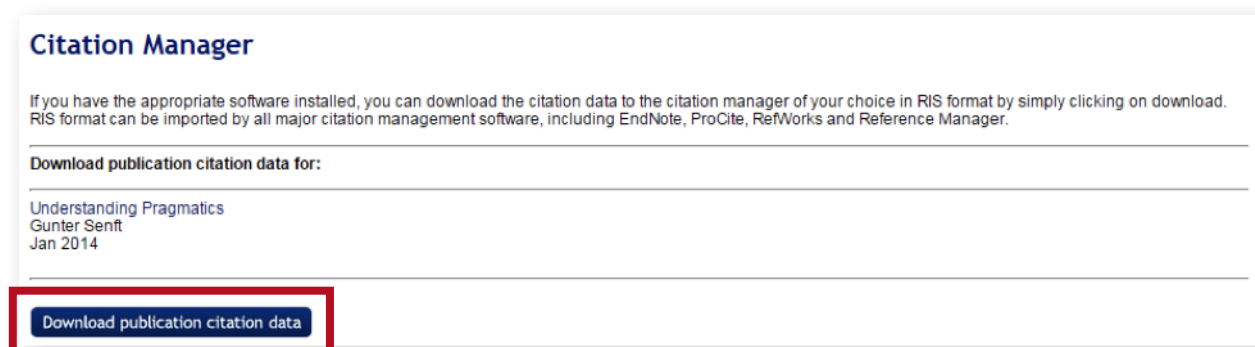 Citation Manager
If you have the appropriate software installed, you can download the citation data to the citation manager of your choice in RIS format by simply clicking on download.
RIS format can be imported by all major citation management software, including EndNote, ProCite, RefWorks and Reference Manager.
Download publication citation data for:
Understanding Pragmatics
Gunter Senft
Jan 2014
Download publication citation data